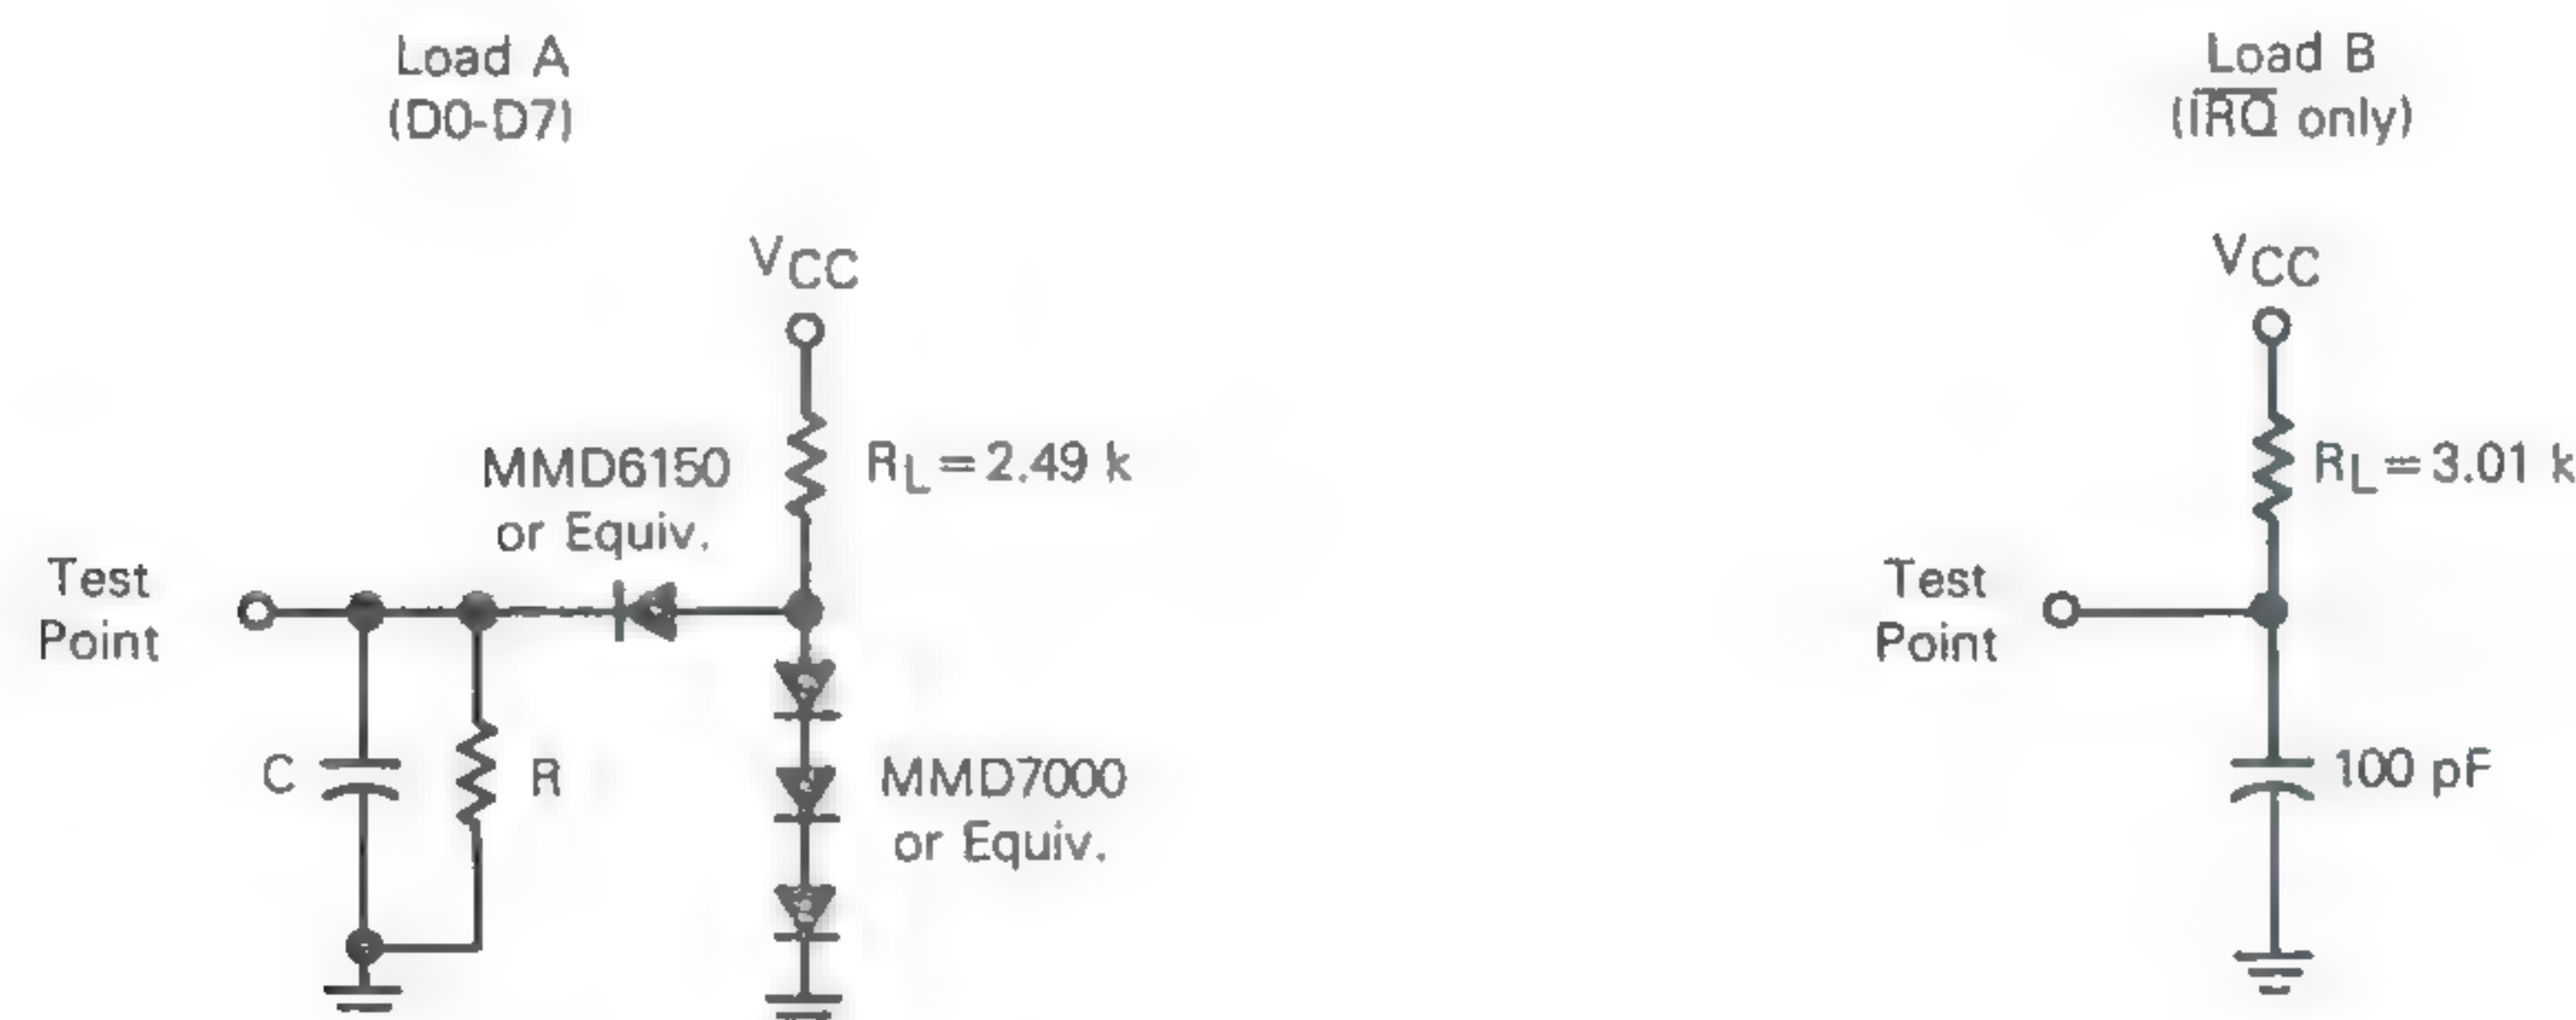 Load A
(D0-D7)
VCC
RL=2.49 k
MMD6150
or Equiv.
Test
Point
C
R
MMD7000
or Equiv.
Load B
(I̅R̅Q̅ only)
VCC
RL=3.01 k
Test
Point
100 pF